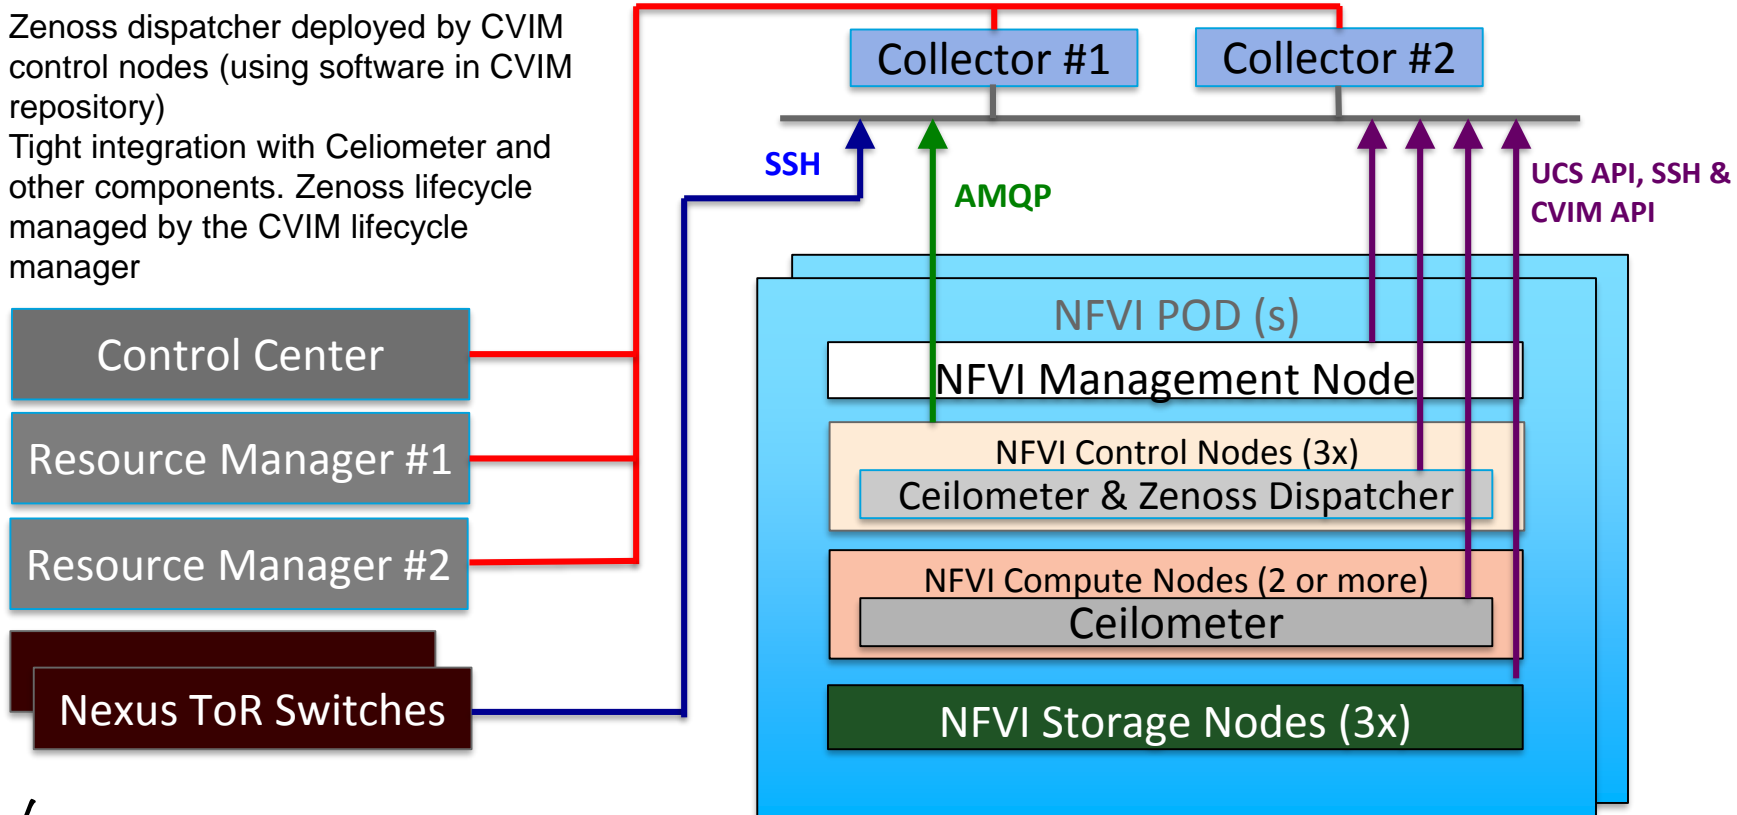 Zenoss dispatcher deployed by CVIM
control nodes (using software in CVIM
repository)
Tight integration with Celiometer and
other components. Zenoss lifecycle
managed by the CVIM lifecycle
manager
Collector #1
Collector #2
SSH
AMQP
UCS API, SSH &
CVIM API
Control Center
Resource Manager #1
Resource Manager #2
Nexus ToR Switches
NFVI POD (s)
NFVI Management Node
NFVI Control Nodes (3x)
Ceilometer & Zenoss Dispatcher
NFVI Compute Nodes (2 or more)
Ceilometer
NFVI Storage Nodes (3x)